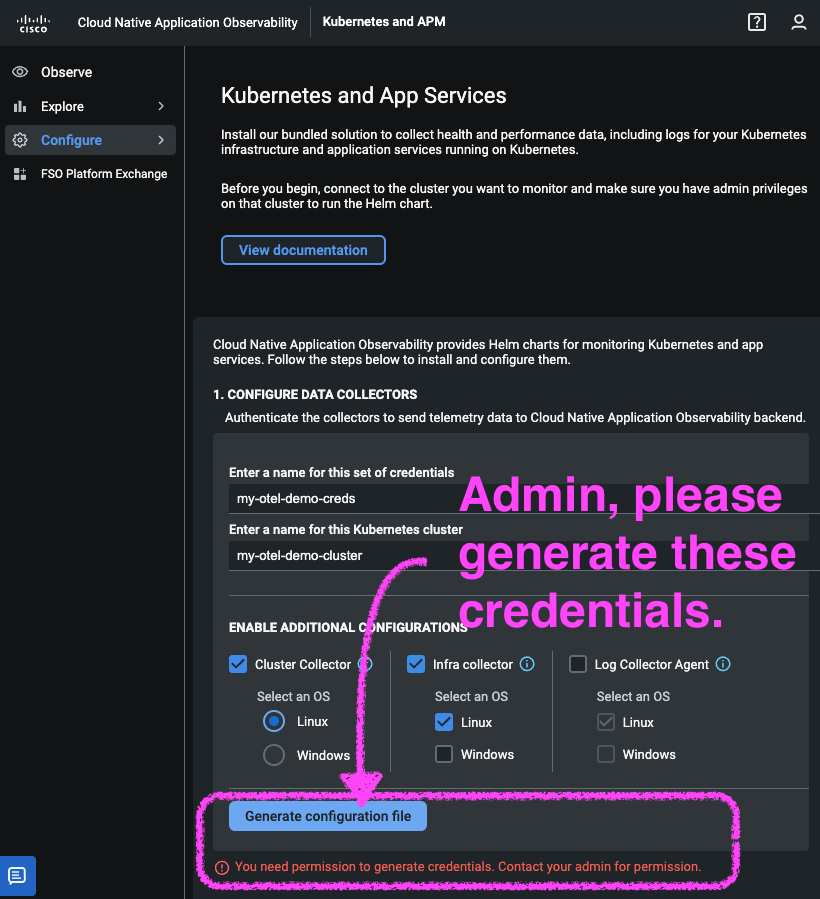 CISCO
Cloud Native Application Observability
Kubernetes and APM
?
Observe
Explore
Configure
FSO Platform Exchange
Kubernetes and App Services
Install our bundled solution to collect health and performance data, including logs for your Kubernetes
infrastructure and application services running on Kubernetes.
Before you begin, connect to the cluster you want to monitor and make sure you have admin privileges
on that cluster to run the Helm chart.
View documentation
Cloud Native Application Observability provides Helm charts for monitoring Kubernetes and app
services. Follow the steps below to install and configure them.
1. CONFIGURE DATA COLLECTORS
Authenticate the collectors to send telemetry data to Cloud Native Application Observability backend.
Enter a name for this set of credentials
my-otel-demo-creds
Enter a name for this Kubernetes cluster
my-otel-demo-cluster
Admin, please
generate these
credentials.
ENABLE ADDITIONAL CONFIGURATIONS
Cluster Collector
Select an OS
Linux
Windows
Infra collector
Select an OS
Linux
Windows
Log Collector Agent
Select an OS
Linux
Windows
Generate configuration file
You need permission to generate credentials. Contact your admin for permission.